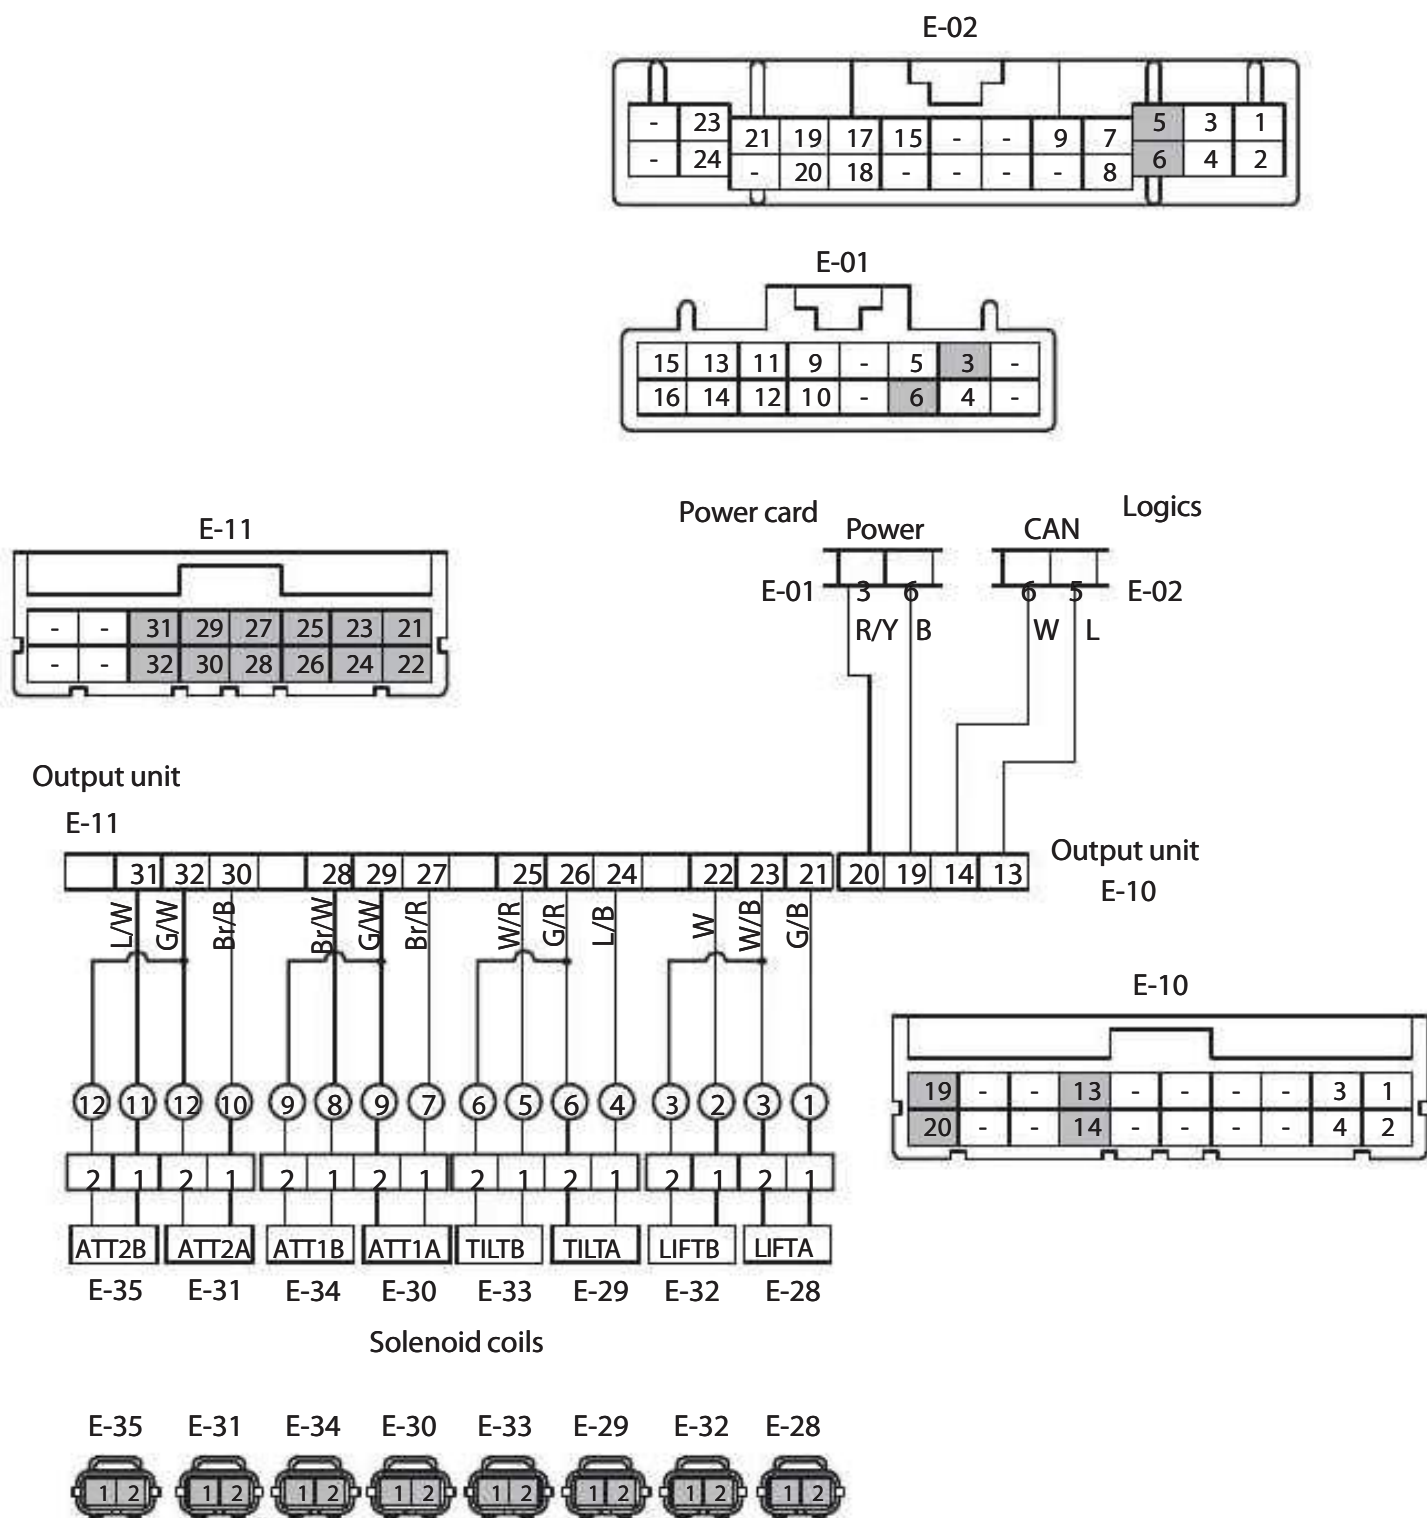 E-02
- 23 21 19 17 15 - - 9 7 5 3 1
- 24 - 20 18 - - - - 8 6 4 2
E-01
15 13 11 9 - 5 3 -
16 14 12 10 - 6 4 -
Power card
Power
CAN
Logics
E-01 3 6
6 5 E-02
R/Y B W L
E-11
- - 31 29 27 25 23 21
- - 32 30 28 26 24 22
Output unit
E-11
31 32 30 28 29 27 25 26 24 22 23 21 20 19 14 13
Output unit
E-10
L/W G/W Br/B Br/W G/W Br/R W/R G/R L/B W W/B G/B
E-10
19 - - 13 - - - - 3 1
20 - - 14 - - - - 4 2
12 11 12 10 9 8 9 7 6 5 6 4 3 2 3 1
2 1 2 1 2 1 2 1 2 1 2 1 2 1 2 1
ATT2B ATT2A ATT1B ATT1A TILTB TILTA LIFTB LIFTA
E-35 E-31 E-34 E-30 E-33 E-29 E-32 E-28
Solenoid coils
E-35 E-31 E-34 E-30 E-33 E-29 E-32 E-28
1 2 1 2 1 2 1 2 1 2 1 2 1 2 1 2